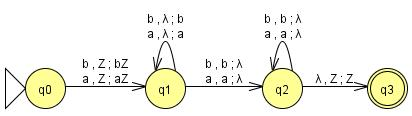 b , λ ; b
a , λ ; a
b , b ; λ
a , a ; λ
b , Z ; bZ
a , Z ; aZ
b , b ; λ
a , a ; λ
λ , Z ; Z
q0
q1
q2
q3